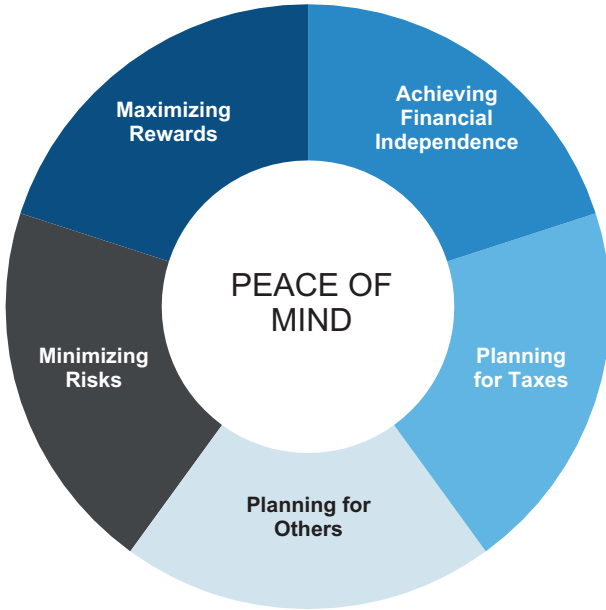 Maximizing
Rewards
Achieving
Financial
Independence
PEACE OF
MIND
Minimizing
Risks
Planning
for Taxes
Planning for
Others